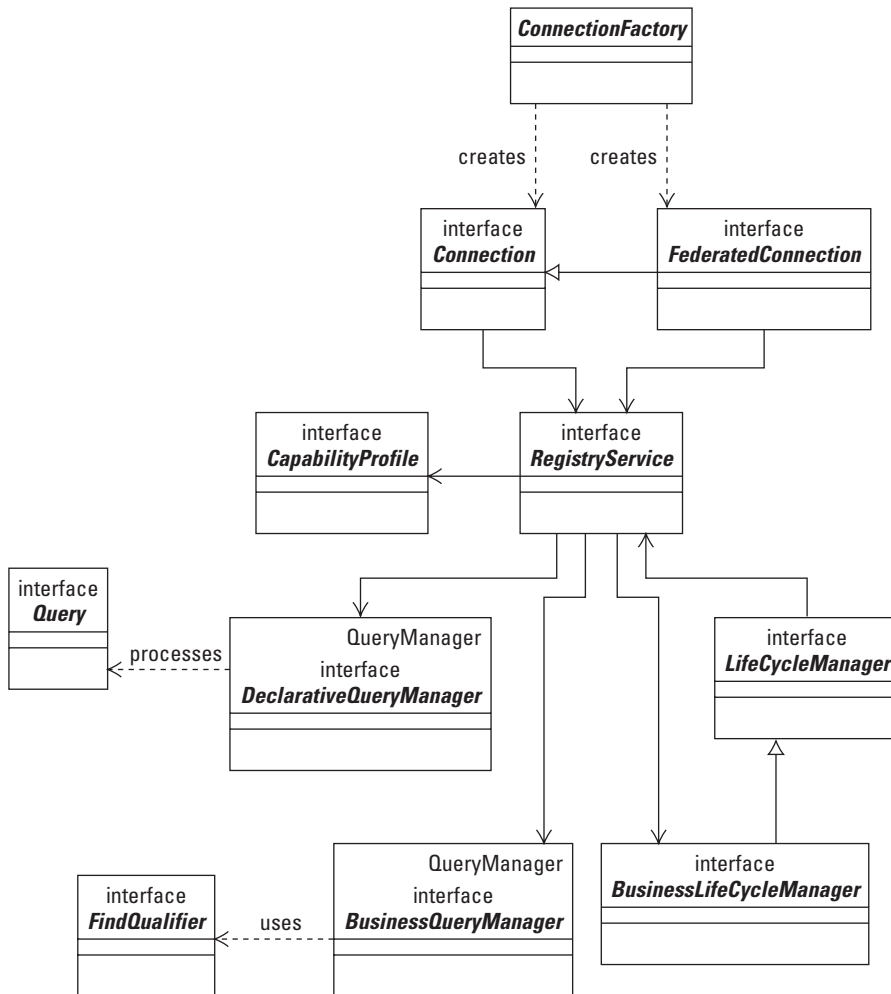 ConnectionFactory
creates
creates
interface
Connection
interface
FederatedConnection
interface
CapabilityProfile
interface
RegistryService
interface
Query
processes
QueryManager
interface
DeclarativeQueryManager
interface
LifeCycleManager
interface
FindQualifier
uses
QueryManager
interface
BusinessQueryManager
interface
BusinessLifeCycleManager